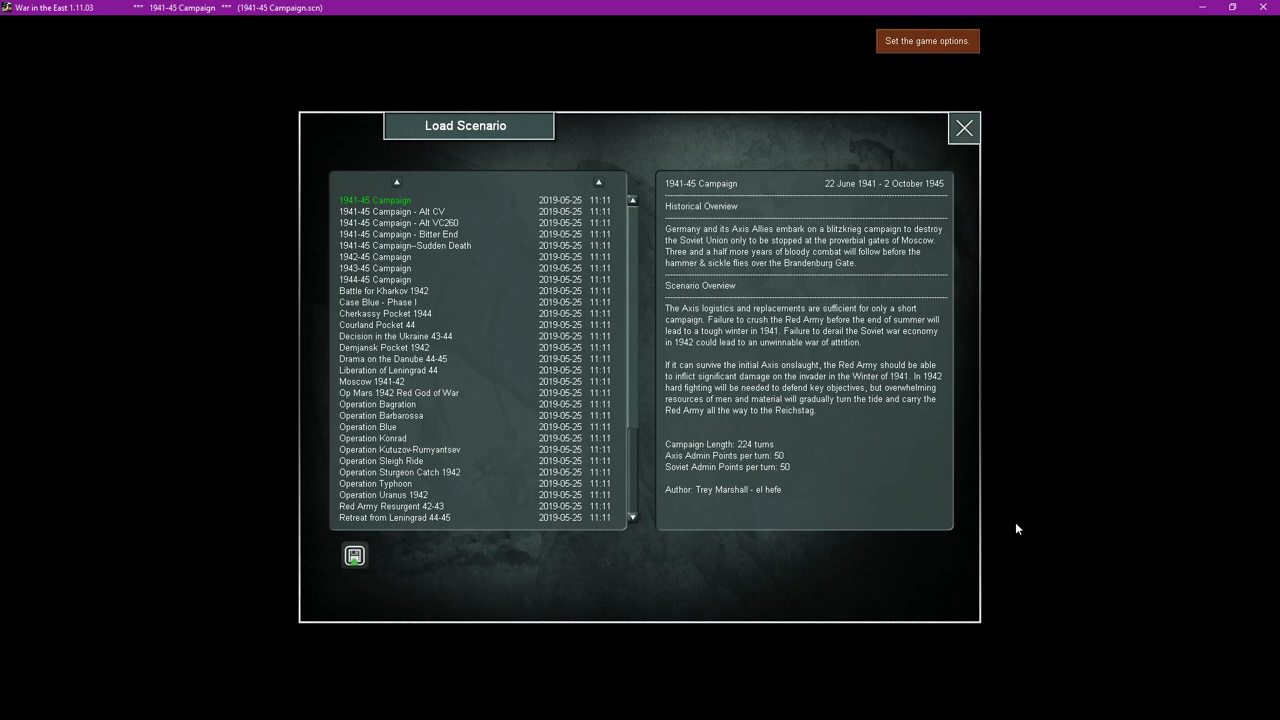 War in the East 1.11.03 *** 1941-45 Campaign *** (1941-45 Campaign.scn)
Set the game options.
Load Scenario
1941-45 Campaign 2019-05-25 11:11
1941-45 Campaign - Alt CV 2019-05-25 11:11
1941-45 Campaign - Alt VC260 2019-05-25 11:11
1941-45 Campaign - Bitter End 2019-05-25 11:11
1941-45 Campaign--Sudden Death 2019-05-25 11:11
1942-45 Campaign 2019-05-25 11:11
1943-45 Campaign 2019-05-25 11:11
1944-45 Campaign 2019-05-25 11:11
Battle for Kharkov 1942 2019-05-25 11:11
Case Blue - Phase I 2019-05-25 11:11
Cherkassy Pocket 1944 2019-05-25 11:11
Courland Pocket 44 2019-05-25 11:11
Decision in the Ukraine 43-44 2019-05-25 11:11
Demjansk Pocket 1942 2019-05-25 11:11
Drama on the Danube 44-45 2019-05-25 11:11
Liberation of Leningrad 44 2019-05-25 11:11
Moscow 1941-42 2019-05-25 11:11
Op Mars 1942 Red God of War 2019-05-25 11:11
Operation Bagration 2019-05-25 11:11
Operation Barbarossa 2019-05-25 11:11
Operation Blue 2019-05-25 11:11
Operation Konrad 2019-05-25 11:11
Operation Kutuzov-Rumyantsev 2019-05-25 11:11
Operation Sleigh Ride 2019-05-25 11:11
Operation Sturgeon Catch 1942 2019-05-25 11:11
Operation Typhoon 2019-05-25 11:11
Operation Uranus 1942 2019-05-25 11:11
Red Army Resurgent 42-43 2019-05-25 11:11
Retreat from Leningrad 44-45 2019-05-25 11:11
1941-45 Campaign 22 June 1941 - 2 October 1945
Historical Overview
Germany and its Axis Allies embark on a blitzkrieg campaign to destroy
the Soviet Union only to be stopped at the proverbial gates of Moscow.
Three and a half more years of bloody combat will follow before the
hammer & sickle flies over the Brandenburg Gate.
Scenario Overview
The Axis logistics and replacements are sufficient for only a short
campaign. Failure to crush the Red Army before the end of summer will
lead to a tough winter in 1941. Failure to derail the Soviet war economy
in 1942 could lead to an unwinnable war of attrition.
If it can survive the initial Axis onslaught, the Red Army should be able
to inflict significant damage on the invader in the Winter of 1941. In 1942
hard fighting will be needed to defend key objectives, but overwhelming
resources of men and material will gradually turn the tide and carry the
Red Army all the way to the Reichstag.
Campaign Length: 224 turns
Axis Admin Points per turn: 50
Soviet Admin Points per turn: 50
Author: Trey Marshall - el hefe